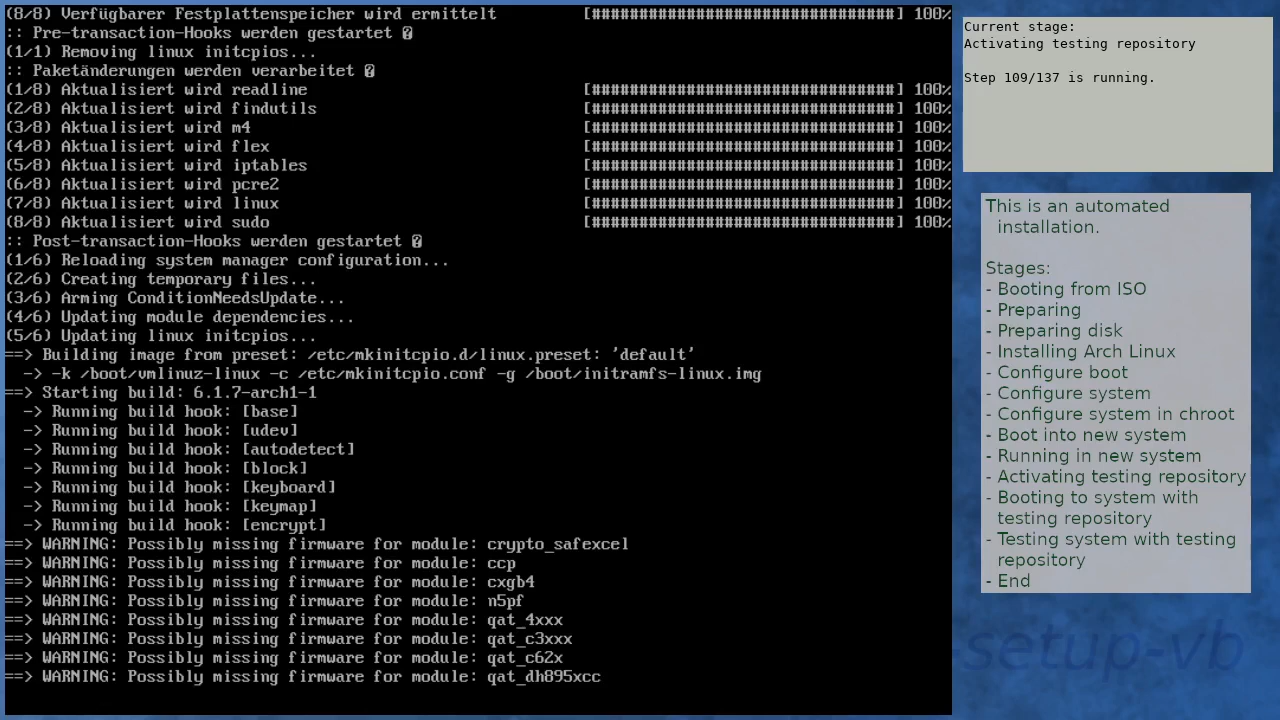 (8/8) Verfügbarer Festplattenspeicher wird ermittelt [################################] 100%
:: Pre-transaction-Hooks werden gestartet
(1/1) Removing linux initcpios...
:: Paketänderungen werden verarbeitet
(1/8) Aktualisiert wird readline [################################] 100%
(2/8) Aktualisiert wird findutils [################################] 100%
(3/8) Aktualisiert wird m4 [################################] 100%
(4/8) Aktualisiert wird flex [################################] 100%
(5/8) Aktualisiert wird iptables [################################] 100%
(6/8) Aktualisiert wird pcre2 [################################] 100%
(7/8) Aktualisiert wird linux [################################] 100%
(8/8) Aktualisiert wird sudo [################################] 100%
:: Post-transaction-Hooks werden gestartet
(1/6) Reloading system manager configuration...
(2/6) Creating temporary files...
(3/6) Arming ConditionNeedsUpdate...
(4/6) Updating module dependencies...
(5/6) Updating linux initcpios...
==> Building image from preset: /etc/mkinitcpio.d/linux.preset: 'default'
-> -k /boot/vmlinuz-linux -c /etc/mkinitcpio.conf -g /boot/initramfs-linux.img
==> Starting build: 6.1.7-arch1-1
-> Running build hook: [base]
-> Running build hook: [udev]
-> Running build hook: [autodetect]
-> Running build hook: [block]
-> Running build hook: [keyboard]
-> Running build hook: [keymap]
-> Running build hook: [encrypt]
==> WARNING: Possibly missing firmware for module: crypto_safexcel
==> WARNING: Possibly missing firmware for module: ccp
==> WARNING: Possibly missing firmware for module: cxgb4
==> WARNING: Possibly missing firmware for module: n5pf
==> WARNING: Possibly missing firmware for module: qat_4xxx
==> WARNING: Possibly missing firmware for module: qat_c3xxx
==> WARNING: Possibly missing firmware for module: qat_c62x
==> WARNING: Possibly missing firmware for module: qat_dh895xcc
Current stage:
Activating testing repository
Step 109/137 is running.
This is an automated
installation.
Stages:
- Booting from ISO
- Preparing
- Preparing disk
- Installing Arch Linux
- Configure boot
- Configure system
- Configure system in chroot
- Boot into new system
- Running in new system
- Activating testing repository
- Booting to system with
testing repository
- Testing system with testing
repository
- End
-setup-vb